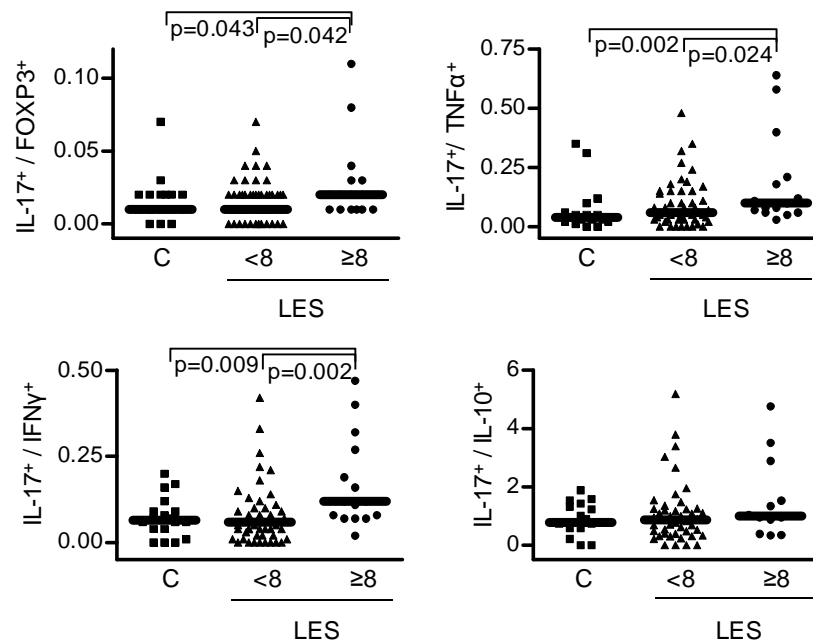 p=0.043 p=0.042
IL-17⁺ / FOXP3⁺
0.10
0.05
0.00
C <8 ≥8
LES
p=0.002
p=0.024
IL-17⁺/ TNFα⁺
0.75
0.50
0.25
0.00
C <8 ≥8
LES
p=0.009 p=0.002
IL-17⁺ / IFNγ⁺
0.50
0.25
0.00
C <8 ≥8
LES
IL-17⁺ / IL-10⁺
6
4
2
0
C <8 ≥8
LES